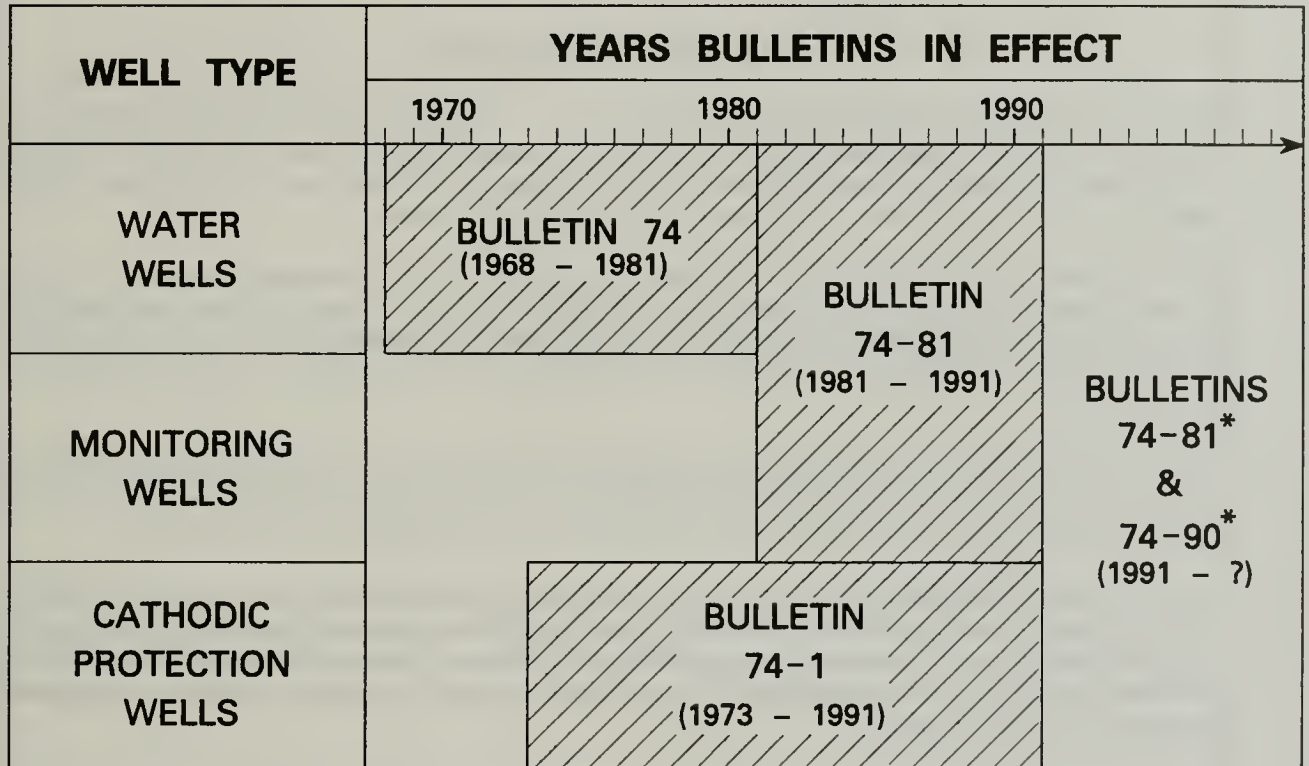 WELL TYPE
YEARS BULLETINS IN EFFECT
1970 1980 1990
WATER
WELLS
BULLETIN 74
(1968 – 1981)
BULLETIN
74-81
(1981 – 1991)
BULLETINS
74-81*
&
74-90*
(1991 – ?)
MONITORING
WELLS
CATHODIC
PROTECTION
WELLS
BULLETIN
74-1
(1973 – 1991)